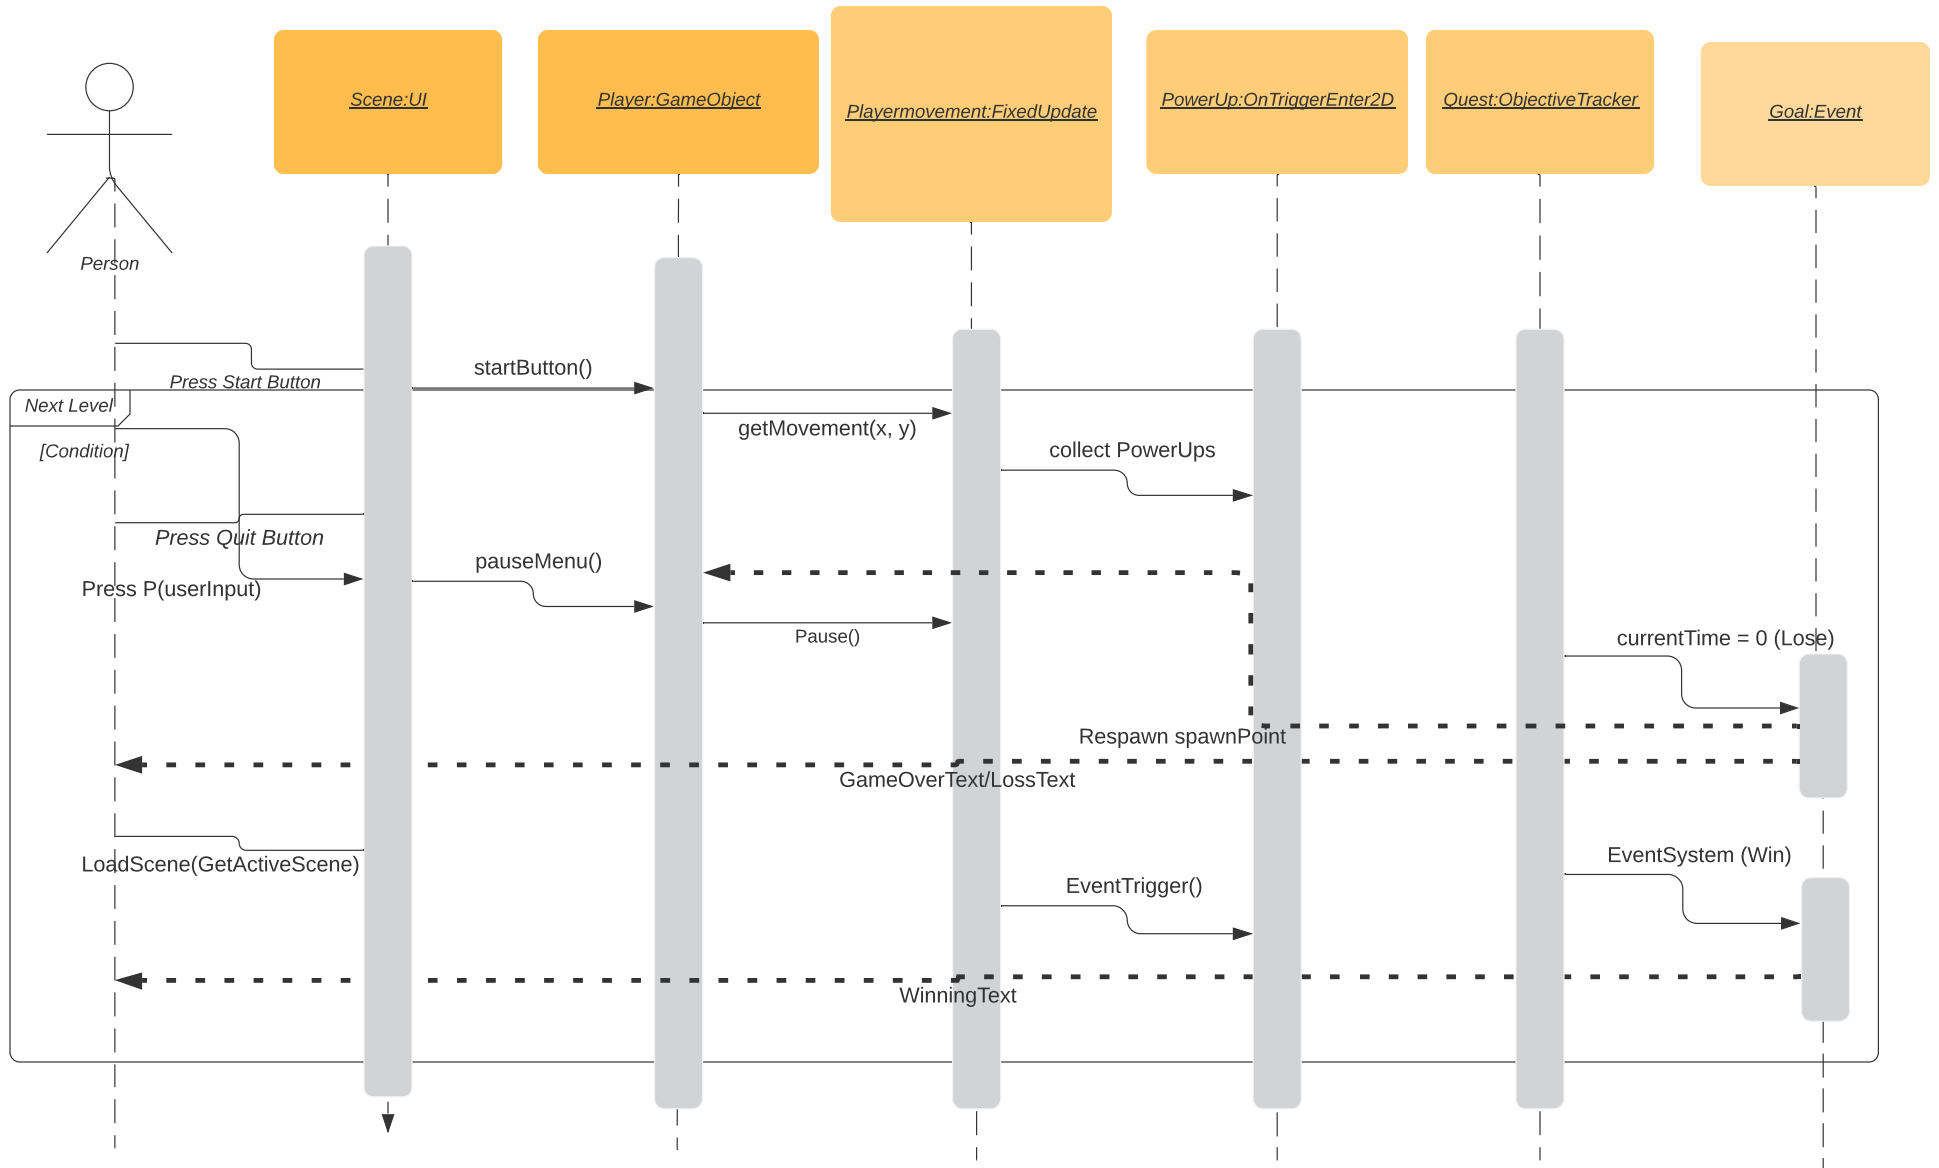 Scene:UI
Player:GameObject
Playermovement:FixedUpdate
PowerUp:OnTriggerEnter2D
Quest:ObjectiveTracker
Goal:Event
Person
startButton()
Press Start Button
Next Level
getMovement(x, y)
[Condition]
collect PowerUps
Press Quit Button
pauseMenu()
Press P(userInput)
Pause()
currentTime = 0 (Lose)
Respawn spawnPoint
GameOverText/LossText
LoadScene(GetActiveScene)
EventSystem (Win)
EventTrigger()
WinningText